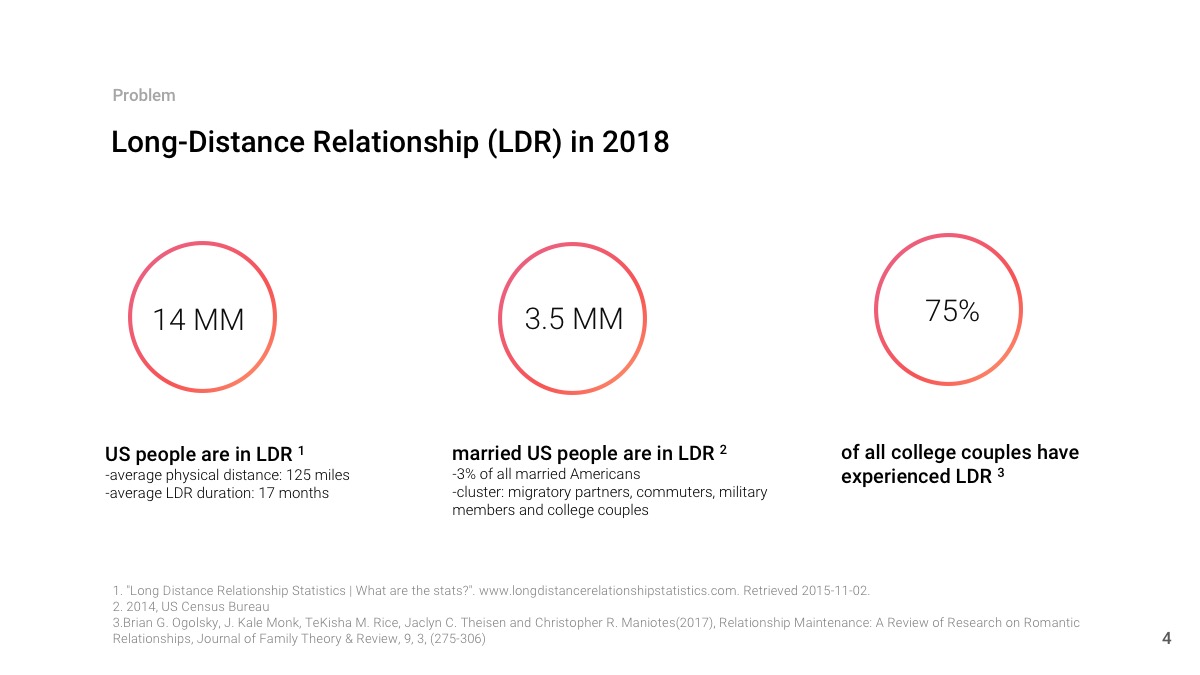 Problem
Long-Distance Relationship (LDR) in 2018
14 MM
3.5 MM
75%
US people are in LDR 1
-average physical distance: 125 miles
-average LDR duration: 17 months
married US people are in LDR 2
-3% of all married Americans
-cluster: migratory partners, commuters, military
members and college couples
of all college couples have
experienced LDR 3
1. "Long Distance Relationship Statistics | What are the stats?". www.longdistancerelationshipstatistics.com. Retrieved 2015-11-02.
2. 2014, US Census Bureau
3.Brian G. Ogolsky, J. Kale Monk, TeKisha M. Rice, Jaclyn C. Theisen and Christopher R. Maniotes(2017), Relationship Maintenance: A Review of Research on Romantic
Relationships, Journal of Family Theory & Review, 9, 3, (275-306)
4